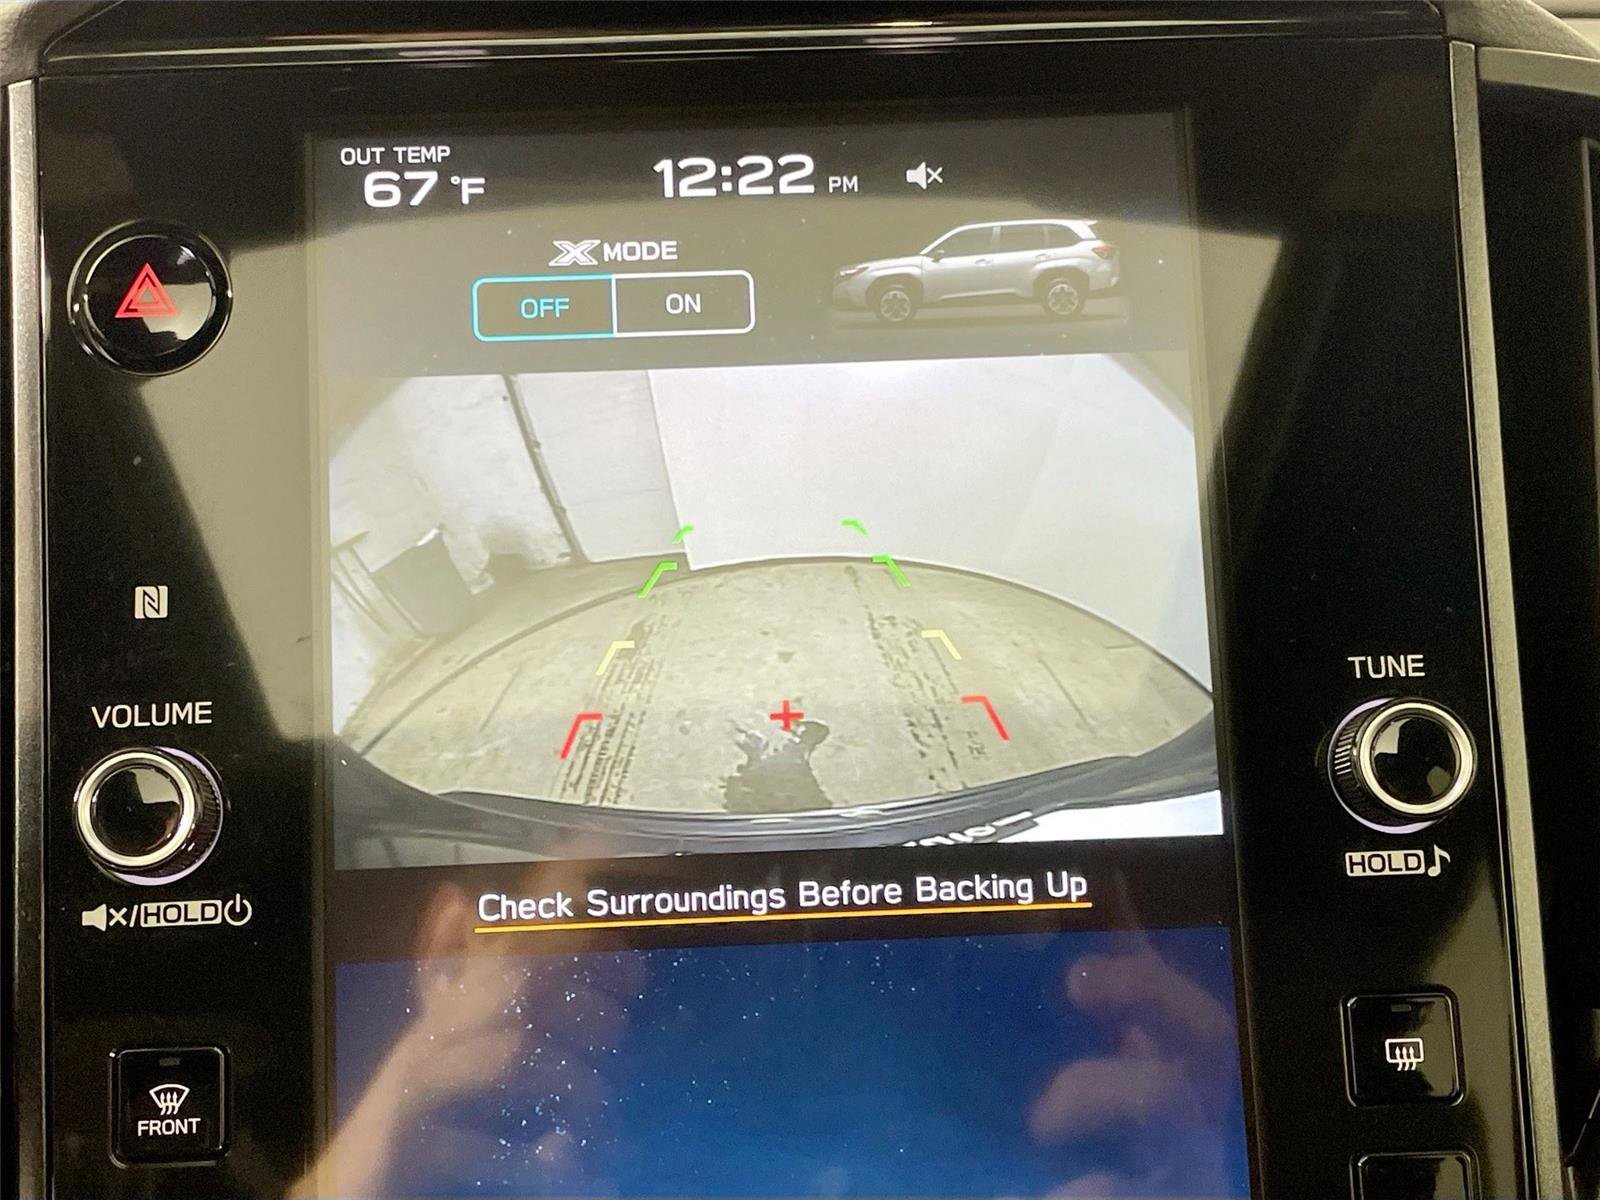 OUT TEMP
67 °F
12:22 PM
X MODE
OFF ON
VOLUME
/HOLD
TUNE
HOLD
Check Surroundings Before Backing Up
FRONT